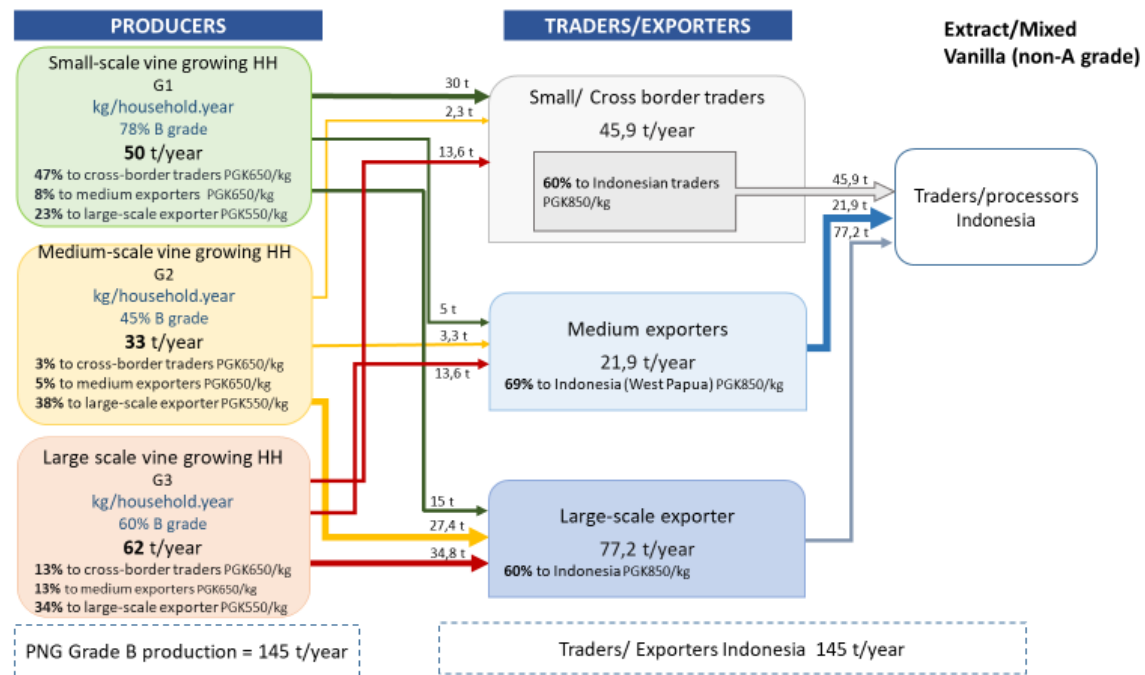 PRODUCERS
TRADERS/EXPORTERS
Extract/Mixed
Vanilla (non-A grade)
Small-scale vine growing HH
G1
kg/household.year
78% B grade
50 t/year
47% to cross-border traders PGK650/kg
8% to medium exporters PGK650/kg
23% to large-scale exporter PGK550/kg
Medium-scale vine growing HH
G2
kg/household.year
45% B grade
33 t/year
3% to cross-border traders PGK650/kg
5% to medium exporters PGK650/kg
38% to large-scale exporter PGK550/kg
Large scale vine growing HH
G3
kg/household.year
60% B grade
62 t/year
13% to cross-border traders PGK650/kg
13% to medium exporters PGK650/kg
34% to large-scale exporter PGK550/kg
PNG Grade B production = 145 t/year
30 t
2,3 t
13,6 t
5 t
3,3 t
13,6 t
15 t
27,4 t
34,8 t
Small/ Cross border traders
45,9 t/year
60% to Indonesian traders
PGK850/kg
Medium exporters
21,9 t/year
69% to Indonesia (West Papua) PGK850/kg
Large-scale exporter
77,2 t/year
60% to Indonesia PGK850/kg
Traders/ Exporters Indonesia 145 t/year
45,9 t
21,9 t
77,2 t
Traders/processors
Indonesia